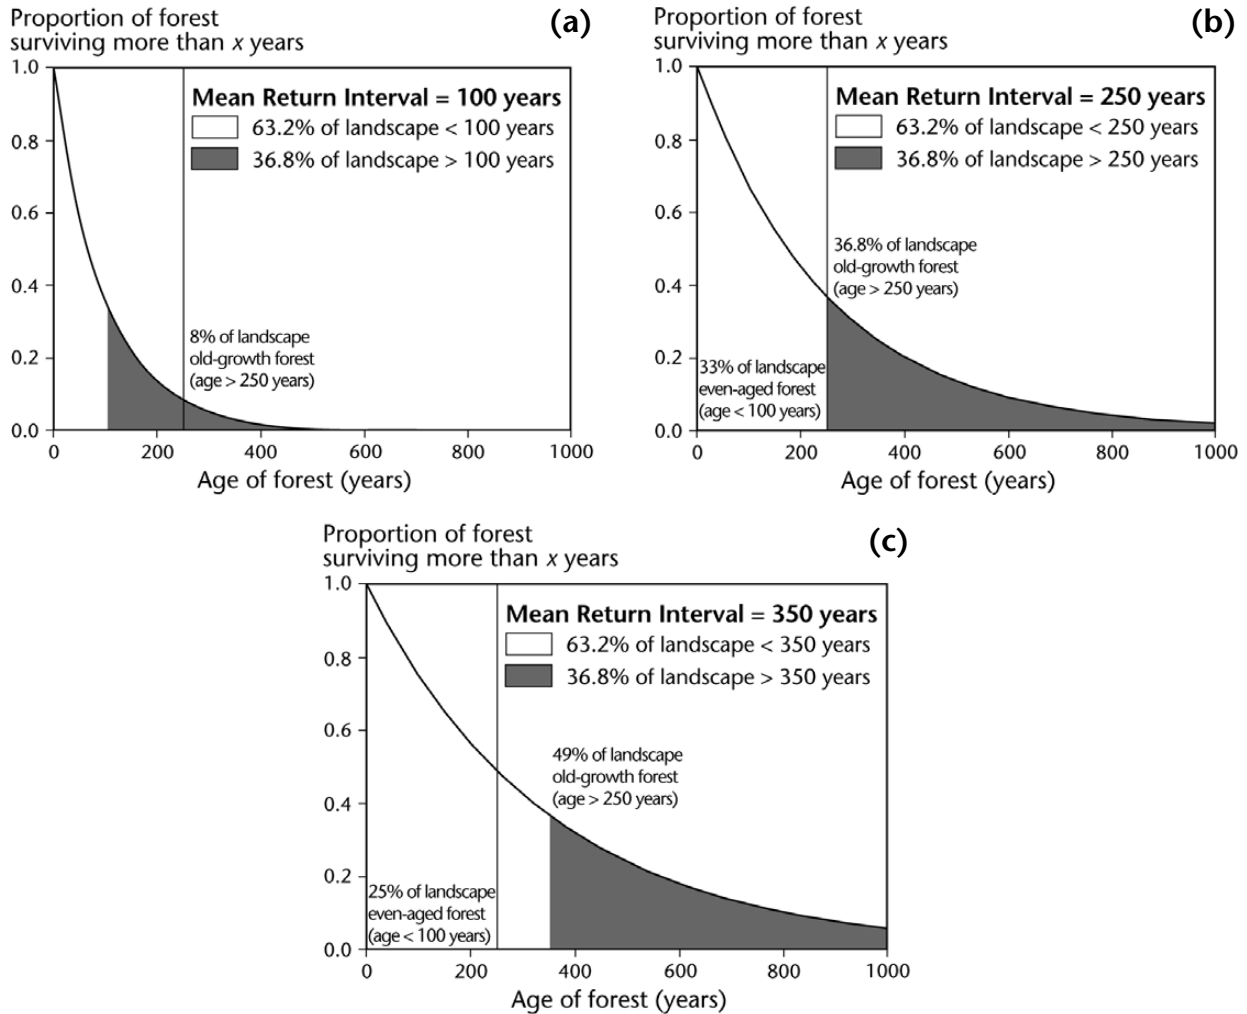 Proportion of forest
surviving more than x years
(a)
1.0
0.8
0.6
0.4
0.2
0.0
Mean Return Interval = 100 years
63.2% of landscape < 100 years
36.8% of landscape > 100 years
8% of landscape
old-growth forest
(age > 250 years)
0 200 400 600 800 1000
Age of forest (years)
Proportion of forest
surviving more than x years
(b)
1.0
0.8
0.6
0.4
0.2
0.0
Mean Return Interval = 250 years
63.2% of landscape < 250 years
36.8% of landscape > 250 years
36.8% of landscape
old-growth forest
(age > 250 years)
33% of landscape
even-aged forest
(age < 100 years)
0 200 400 600 800 1000
Age of forest (years)
Proportion of forest
surviving more than x years
(c)
1.0
0.8
0.6
0.4
0.2
0.0
Mean Return Interval = 350 years
63.2% of landscape < 350 years
36.8% of landscape > 350 years
49% of landscape
old-growth forest
(age > 250 years)
25% of landscape
even-aged forest
(age < 100 years)
0 200 400 600 800 1000
Age of forest (years)